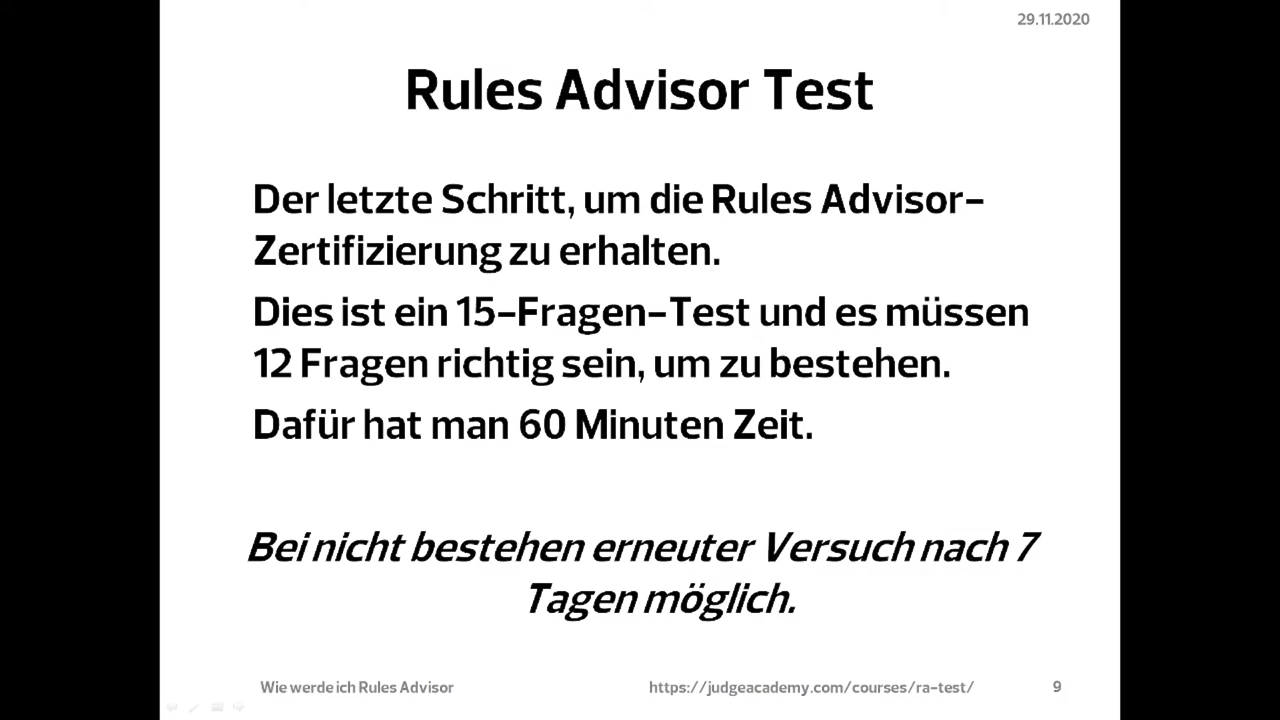 29.11.2020
Rules Advisor Test
Der letzte Schritt, um die Rules Advisor-
Zertifizierung zu erhalten.
Dies ist ein 15-Fragen-Test und es müssen
12 Fragen richtig sein, um zu bestehen.
Dafür hat man 60 Minuten Zeit.
Bei nicht bestehen erneuter Versuch nach 7
Tagen möglich.
Wie werde ich Rules Advisor
https://judgeacademy.com/courses/ra-test/
9